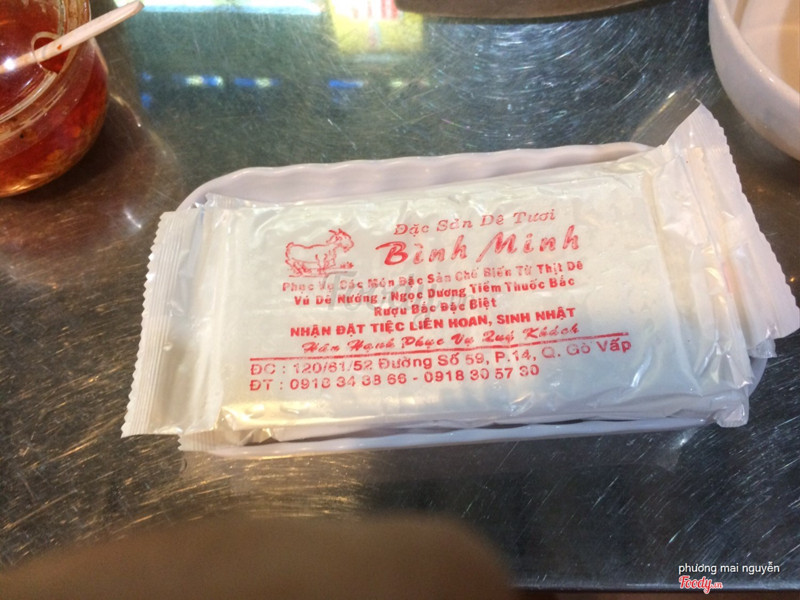 Đặc Sản Dê Tươi
Bình Minh
Phục Vụ Các Món Đặc Sản Chế Biến Từ Thịt Dê
Vú Dê Nướng - Ngọc Dương Tiềm Thuốc Bắc
Rượu Bắc Đặc Biệt
NHẬN ĐẶT TIỆC LIÊN HOAN, SINH NHẬT
Hân Hạnh Phục Vụ Quý Khách
ĐC : 120/61/52 Đường Số 59, P.14, Q. Gò Vấp
ĐT : 0918 34 38 66 - 0918 30 57 30
phương mai nguyễn
Foody.vn